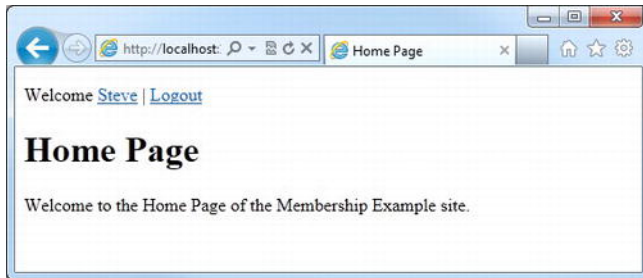 http://localhost:
Home Page
Welcome Steve | Logout
Home Page
Welcome to the Home Page of the Membership Example site.